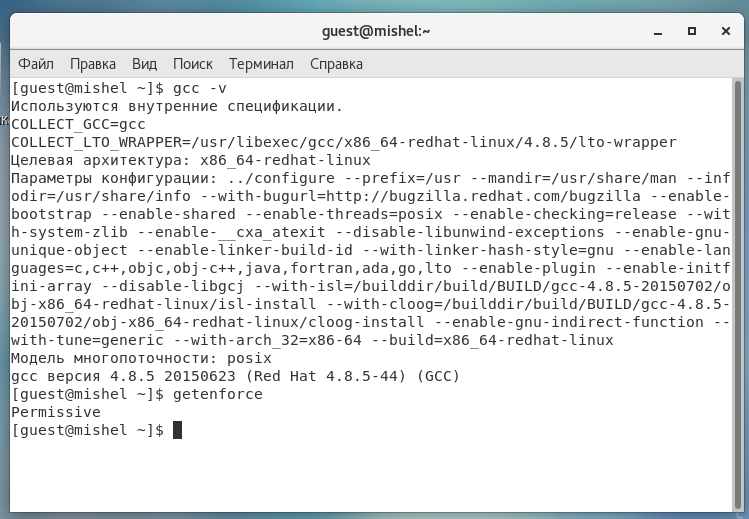 guest@mishel:~
Файл Правка Вид Поиск Терминал Справка
[guest@mishel ~]$ gcc -v
Используются внутренние спецификации.
COLLECT_GCC=gcc
COLLECT_LTO_WRAPPER=/usr/libexec/gcc/x86_64-redhat-linux/4.8.5/lto-wrapper
Целевая архитектура: x86_64-redhat-linux
Параметры конфигурации: ../configure --prefix=/usr --mandir=/usr/share/man --inf
odir=/usr/share/info --with-bugurl=http://bugzilla.redhat.com/bugzilla --enable-
bootstrap --enable-shared --enable-threads=posix --enable-checking=release --wit
h-system-zlib --enable-__cxa_atexit --disable-libunwind-exceptions --enable-gnu-
unique-object --enable-linker-build-id --with-linker-hash-style=gnu --enable-lan
guages=c,c++,objc,obj-c++,java,fortran,ada,go,lto --enable-plugin --enable-initf
ini-array --disable-libgcj --with-isl=/builddir/build/BUILD/gcc-4.8.5-20150702/o
bj-x86_64-redhat-linux/isl-install --with-cloog=/builddir/build/BUILD/gcc-4.8.5-
20150702/obj-x86_64-redhat-linux/cloog-install --enable-gnu-indirect-function --
with-tune=generic --with-arch_32=x86-64 --build=x86_64-redhat-linux
Модель многопоточности: posix
gcc версия 4.8.5 20150623 (Red Hat 4.8.5-44) (GCC)
[guest@mishel ~]$ getenforce
Permissive
[guest@mishel ~]$